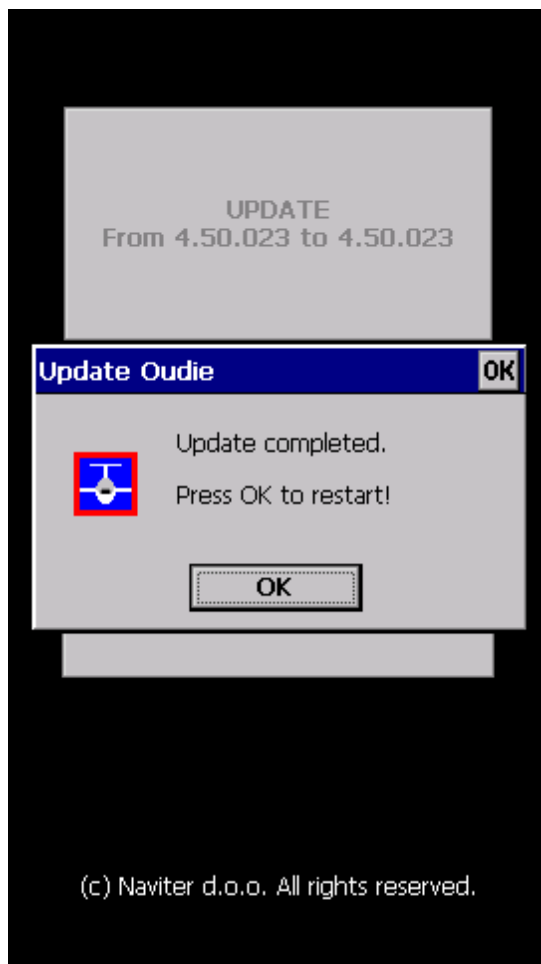 UPDATE
From 4.50.023 to 4.50.023
Update Oudie
OK
Update completed.
Press OK to restart!
OK
(c) Naviter d.o.o. All rights reserved.